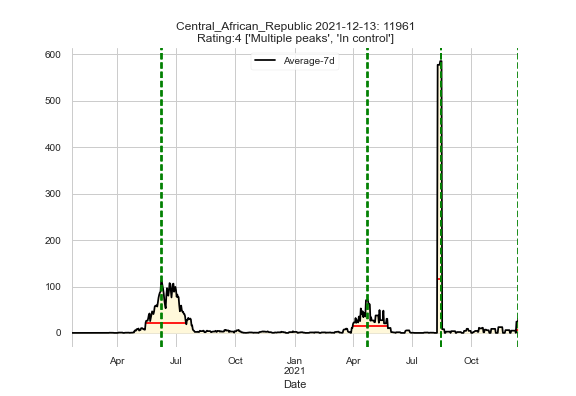 Central_African_Republic 2021-12-13: 11961
Rating:4 ['Multiple peaks', 'In control']
Average-7d
600
500
400
300
200
100
0
Apr Jul Oct Jan Apr Jul Oct
2021
Date